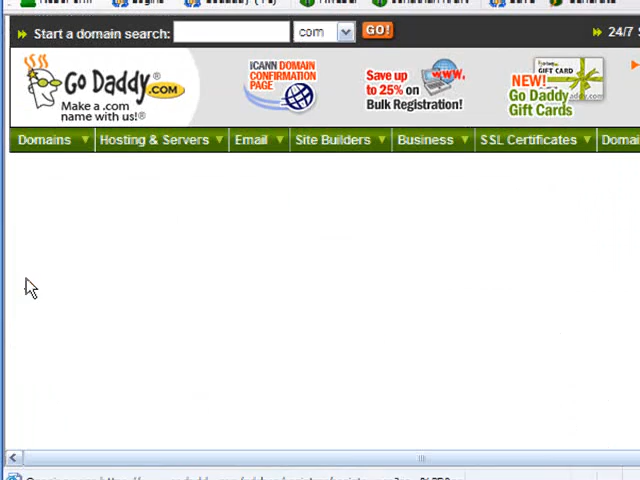 Start a domain search:
com
GO!
24/7
Go Daddy
.COM
Make a .com
name with us!®
ICANN DOMAIN
CONFIRMATION
PAGE
Save up
to 25% on
Bulk Registration!
WWW.
GIFT CARD
NEW!
Go Daddy
Gift Cards
Domains
Hosting & Servers
Email
Site Builders
Business
SSL Certificates
Domai